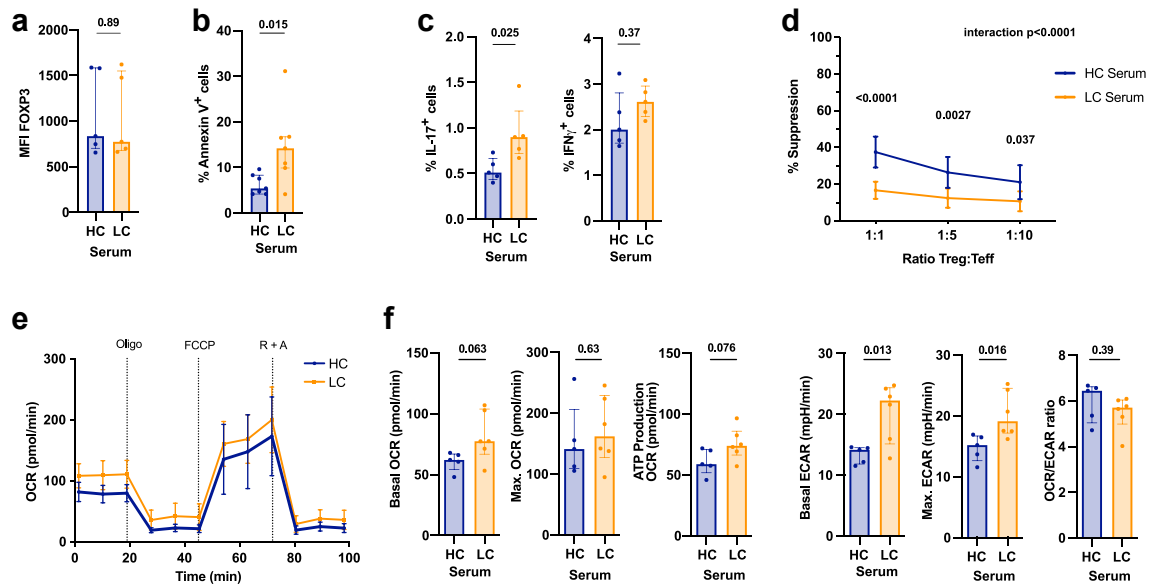 a
0.89
MFI FOXP3
2000
1500
1000
500
0
HC LC
Serum
b
0.015
% Annexin V+ cells
40
30
20
10
0
HC LC
Serum
c
0.025
% IL-17+ cells
2.0
1.5
1.0
0.5
0.0
HC LC
Serum
0.37
% IFNγ+ cells
4
3
2
1
0
HC LC
Serum
d
interaction p<0.0001
% Suppression
100
80
60
40
20
0
<0.0001
0.0027
0.037
1:1 1:5 1:10
Ratio Treg:Teff
HC Serum
LC Serum
e
Oligo FCCP R + A
OCR (pmol/min)
300
200
100
0
0 20 40 60 80 100
Time (min)
HC
LC
f
0.063
Basal OCR (pmol/min)
150
100
50
0
HC LC
Serum
0.63
Max. OCR (pmol/min)
300
200
100
0
HC LC
Serum
0.076
ATP Production
OCR (pmol/min)
150
100
50
0
HC LC
Serum
0.013
Basal ECAR (mpH/min)
30
20
10
0
HC LC
Serum
0.016
Max. ECAR (mpH/min)
30
20
10
0
HC LC
Serum
0.39
OCR/ECAR ratio
8
6
4
2
0
HC LC
Serum